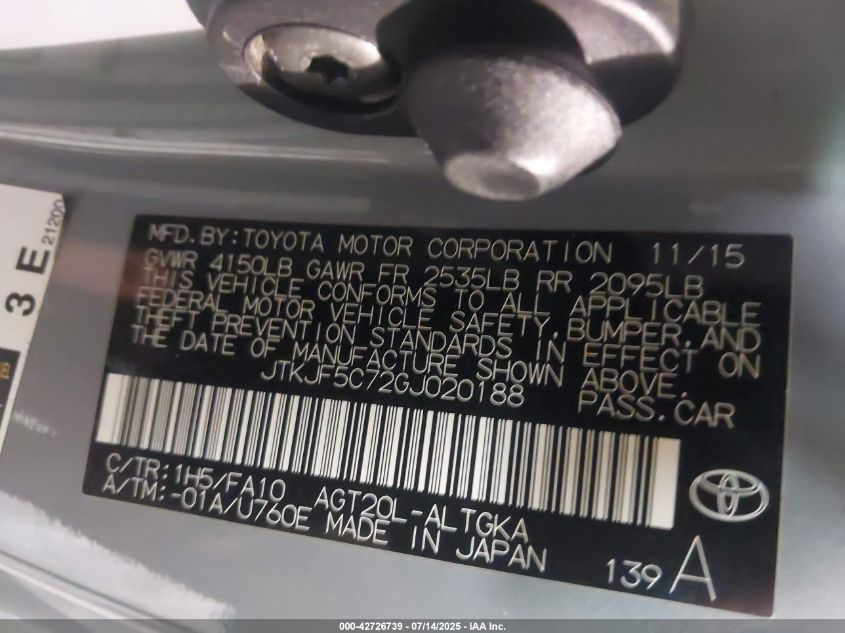 MFD.BY:TOYOTA MOTOR CORPORATION 11/15
GVWR 4150LB GAWR FR 2535LB RR 2095LB
THIS VEHICLE CONFORMS TO ALL APPLICABLE
FEDERAL MOTOR VEHICLE SAFETY,BUMPER,AND
THEFT PREVENTION STANDARDS IN EFFECT ON
THE DATE OF MANUFACTURE SHOWN ABOVE.
JTKJF5C72GJ020188 PASS.CAR
C/TR:1H5/FA10 AGT20L-ALTGKA
A/TM:-01A/U760E MADE IN JAPAN
139 A
3 E
21200
000-42726739 - 07/14/2025 - IAA Inc.